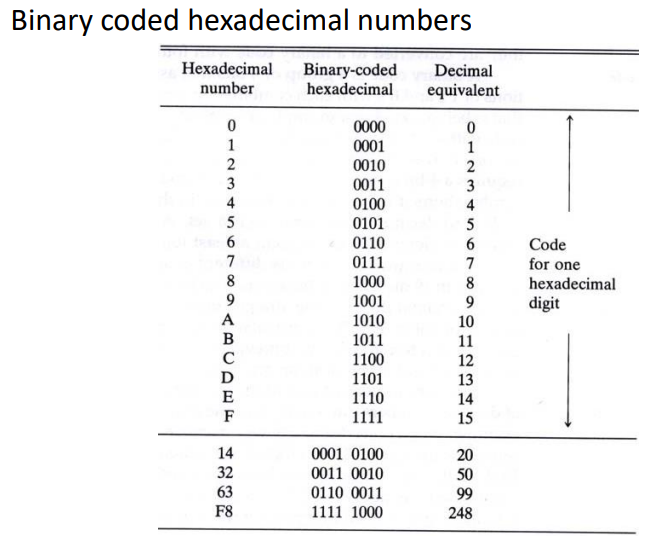 Binary coded hexadecimal numbers
Hexadecimal number Binary-coded hexadecimal Decimal equivalent
0 0000 0
1 0001 1
2 0010 2
3 0011 3
4 0100 4
5 0101 5
6 0110 6
7 0111 7
8 1000 8
9 1001 9
A 1010 10
B 1011 11
C 1100 12
D 1101 13
E 1110 14
F 1111 15
Code
for one
hexadecimal
digit
14 0001 0100 20
32 0011 0010 50
63 0110 0011 99
F8 1111 1000 248